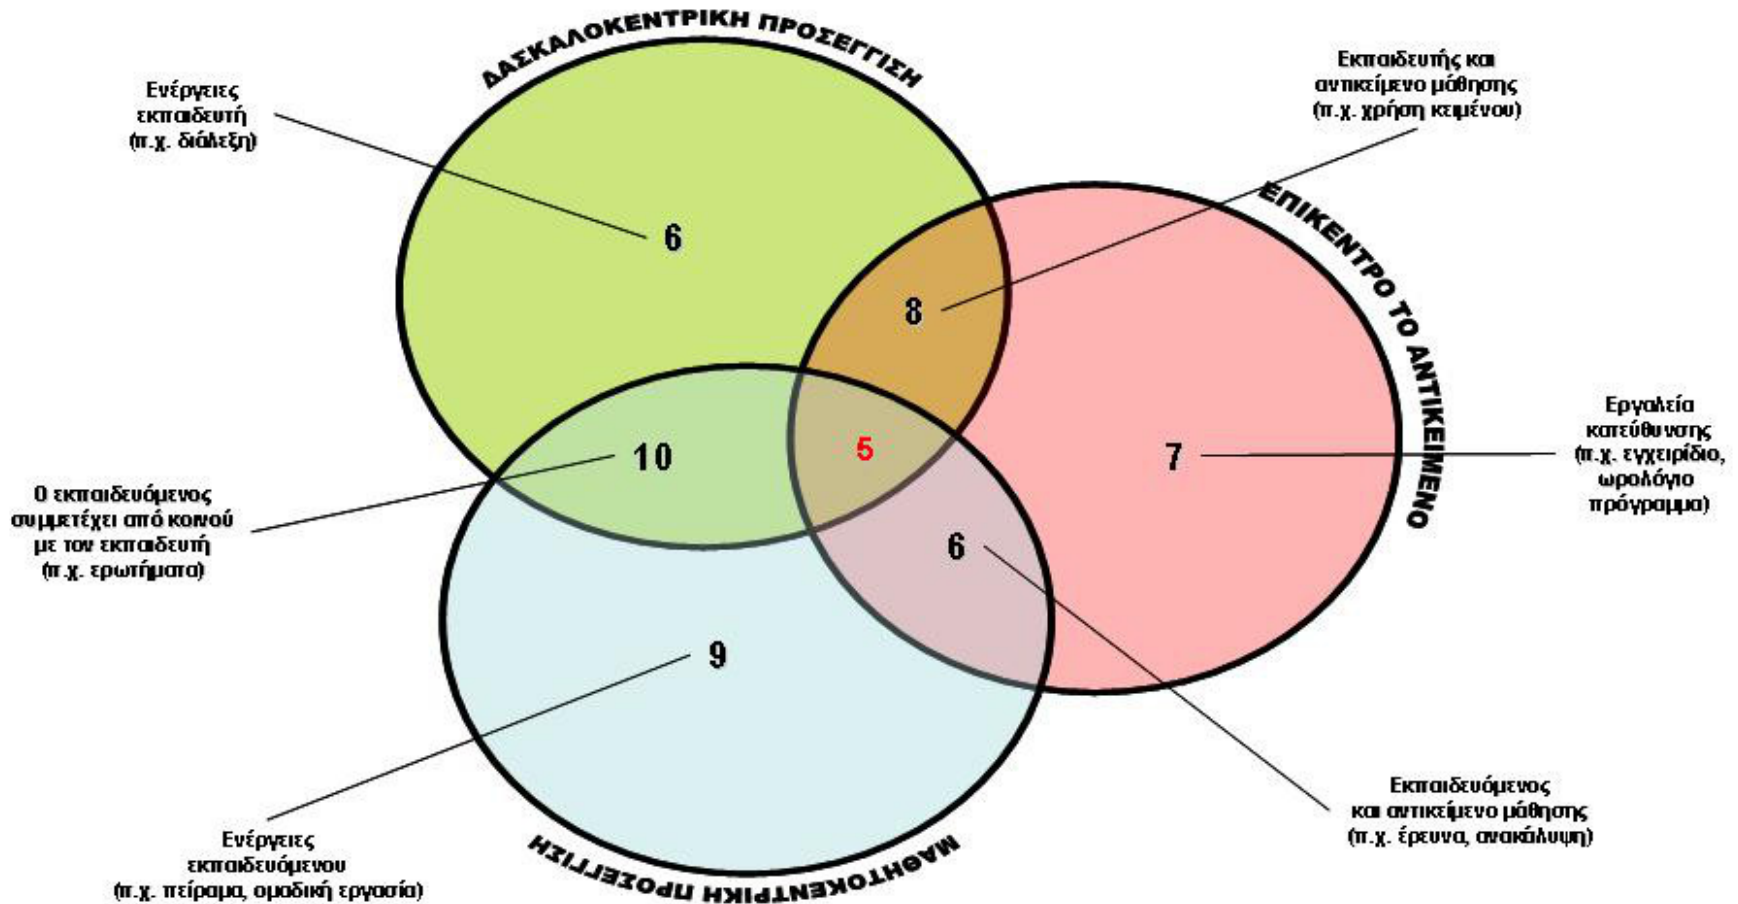 ΔΑΣΚΑΛΟΚΕΝΤΡΙΚΗ ΠΡΟΣΕΓΓΙΣΗ
Ενέργειες
εκπαιδευτή
(π.χ. διάλεξη)
Εκπαιδευτής και
αντικείμενο μάθησης
(π.χ. χρήση κειμένου)
ΕΠΙΚΕΝΤΡΟ ΤΟ ΑΝΤΙΚΕΙΜΕΝΟ
6
8
10
5
7
Εργαλεία
κατεύθυνσης
(π.χ. εγχειρίδιο,
ωρολόγιο
πρόγραμμα)
Ο εκπαιδευόμενος
συμμετέχει από κοινού
με τον εκπαιδευτή
(π.χ. ερωτήματα)
6
9
Εκπαιδευόμενος
και αντικείμενο μάθησης
(π.χ. έρευνα, ανακάλυψη)
Ενέργειες
εκπαιδευόμενου
(π.χ. πείραμα, ομαδική εργασία)
ΜΑΘΗΤΟΚΕΝΤΡΙΚΗ ΠΡΟΣΕΓΓΙΣΗ